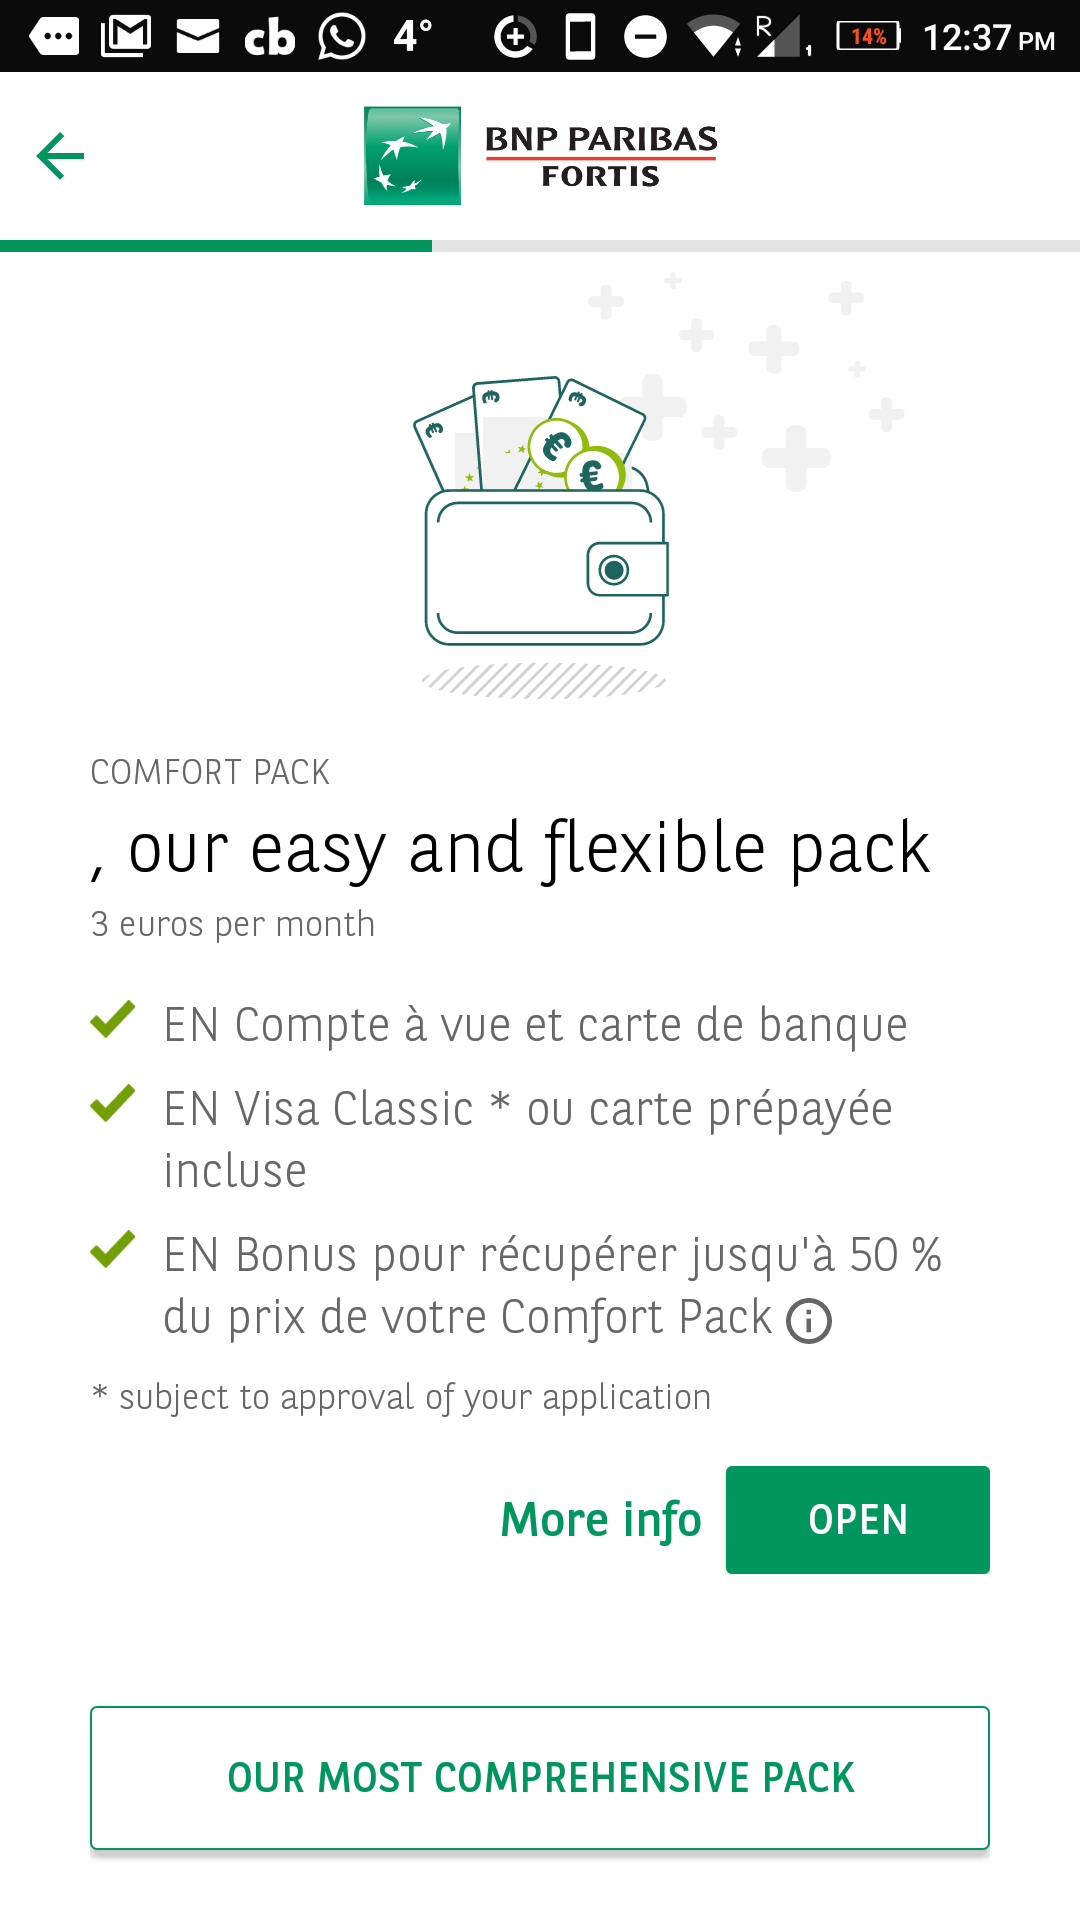 cb 4° R 1 14% 12:37 PM
BNP PARIBAS
FORTIS
COMFORT PACK
, our easy and flexible pack
3 euros per month
EN Compte à vue et carte de banque
EN Visa Classic * ou carte prépayée
incluse
EN Bonus pour récupérer jusqu'à 50 %
du prix de votre Comfort Pack
* subject to approval of your application
More info OPEN
OUR MOST COMPREHENSIVE PACK